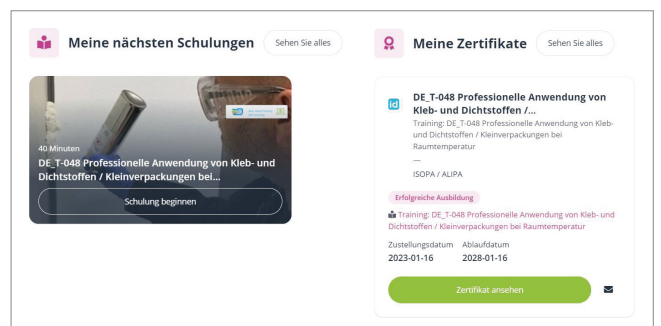 Meine nächsten Schulungen
Sehen Sie alles
40 Minuten
DE_T-048 Professionelle Anwendung von Kleb- und
Dichtstoffen / Kleinverpackungen bei...
Schulung beginnen
Meine Zertifikate
Sehen Sie alles
id
DE_T-048 Professionelle Anwendung von
Kleb- und Dichtstoffen /...
Training: DE_T-048 Professionelle Anwendung von Kleb-
und Dichtstoffen / Kleinverpackungen bei
Raumtemperatur
—
ISOPA / ALIPA
Erfolgreiche Ausbildung
Training: DE_T-048 Professionelle Anwendung von Kleb- und
Dichtstoffen / Kleinverpackungen bei Raumtemperatur
Zustellungsdatum Ablaufdatum
2023-01-16 2028-01-16
Zertifikat ansehen